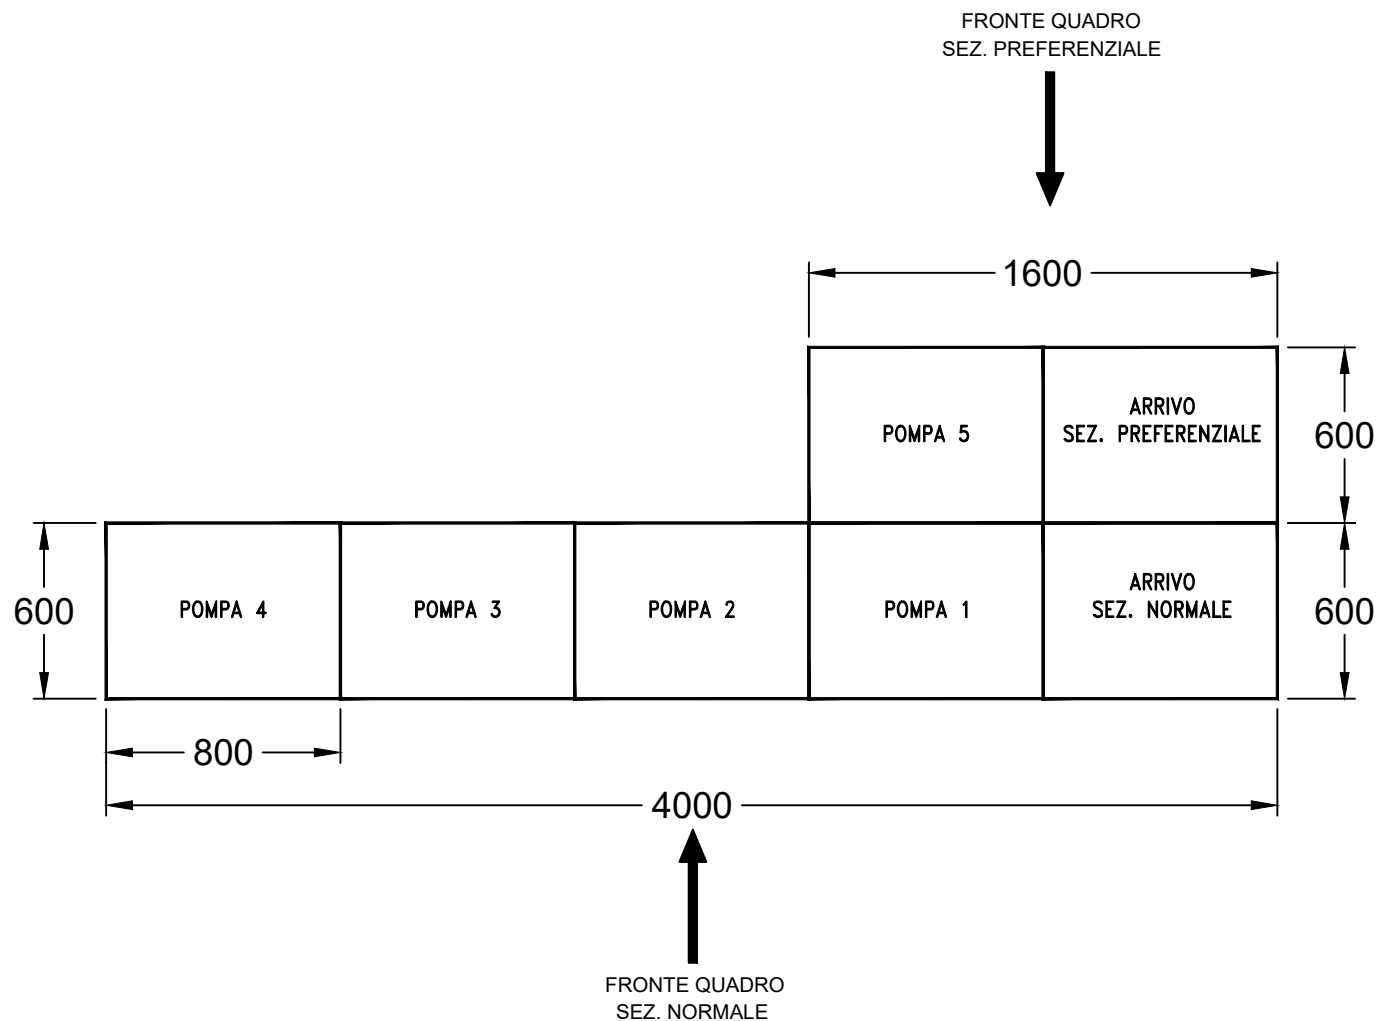 FRONTE QUADRO
SEZ. PREFERENZIALE
1600
POMPA 5
ARRIVO
SEZ. PREFERENZIALE
600
600
POMPA 4
POMPA 3
POMPA 2
POMPA 1
ARRIVO
SEZ. NORMALE
600
800
4000
FRONTE QUADRO
SEZ. NORMALE